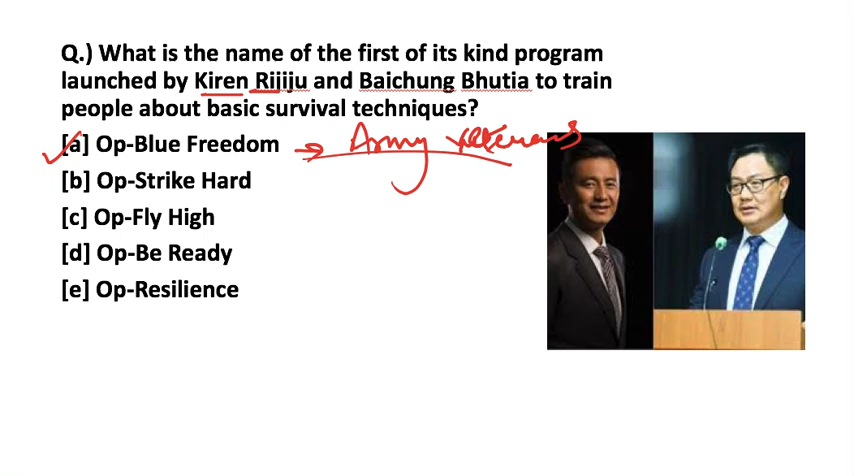 Q.) What is the name of the first of its kind program
launched by Kiren Rijiju and Baichung Bhutia to train
people about basic survival techniques?
[a] Op-Blue Freedom → Army veterans
[b] Op-Strike Hard
[c] Op-Fly High
[d] Op-Be Ready
[e] Op-Resilience